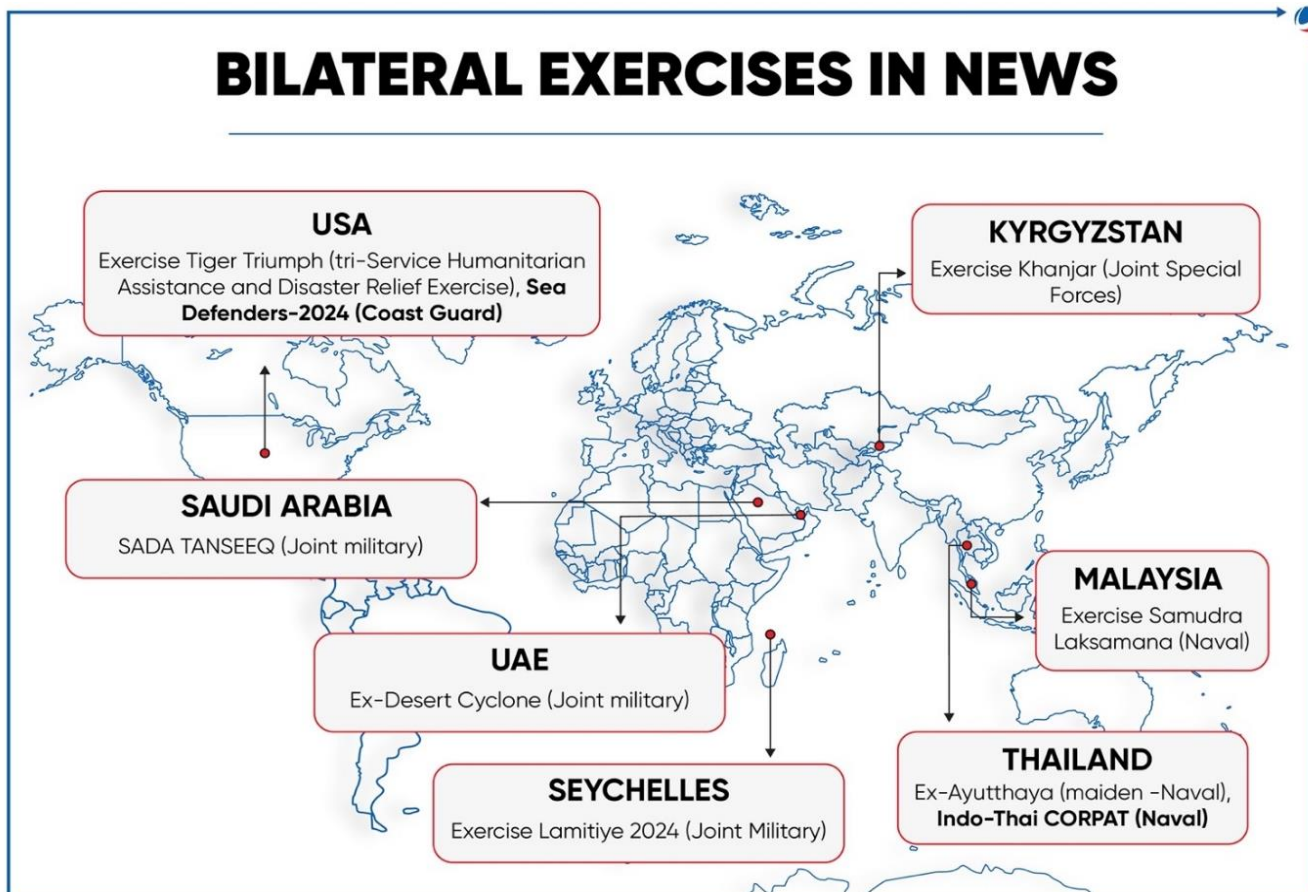 BILATERAL EXERCISES IN NEWS
USA
Exercise Tiger Triumph (tri-Service Humanitarian
Assistance and Disaster Relief Exercise), Sea
Defenders-2024 (Coast Guard)
KYRGYZSTAN
Exercise Khanjar (Joint Special
Forces)
SAUDI ARABIA
SADA TANSEEQ (Joint military)
MALAYSIA
Exercise Samudra
Laksamana (Naval)
UAE
Ex-Desert Cyclone (Joint military)
THAILAND
Ex-Ayutthaya (maiden -Naval),
Indo-Thai CORPAT (Naval)
SEYCHELLES
Exercise Lamitiye 2024 (Joint Military)